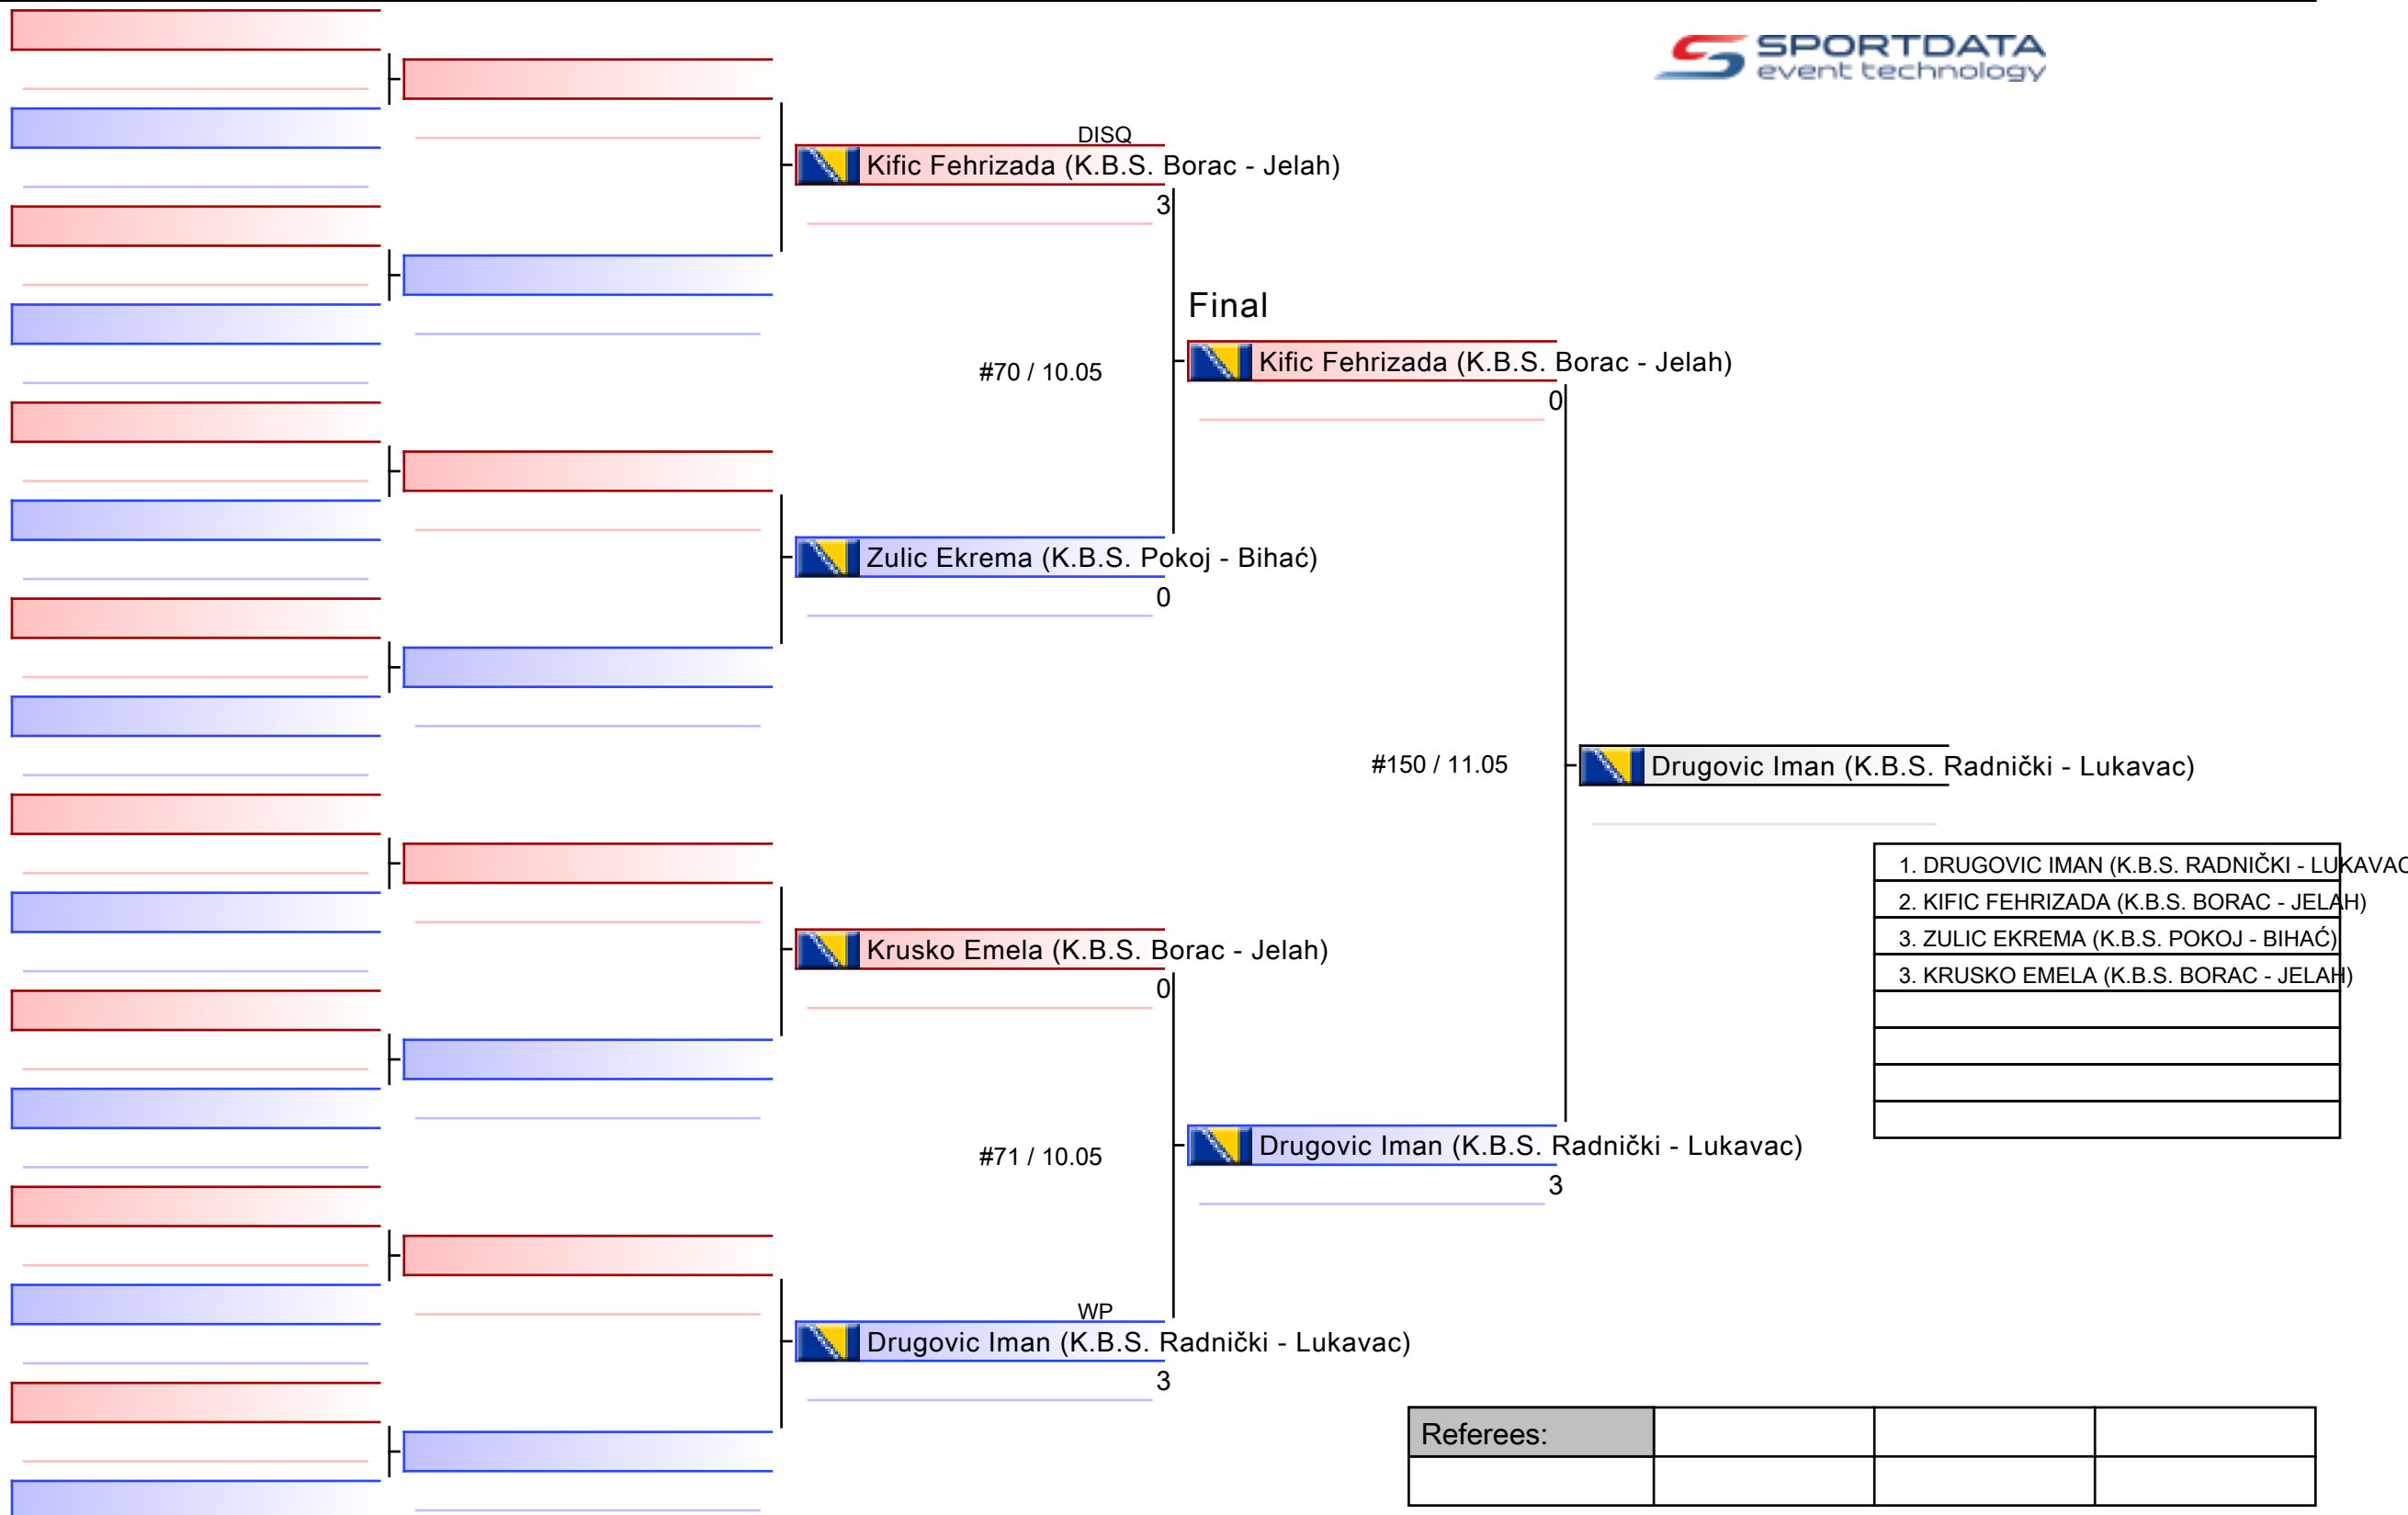 SPORTDATA
event technology
DISQ
Kific Fehrizada (K.B.S. Borac - Jelah)
3
Final
#70 / 10.05
Kific Fehrizada (K.B.S. Borac - Jelah)
0
Zulic Ekrema (K.B.S. Pokoj - Bihać)
0
#150 / 11.05
Drugovic Iman (K.B.S. Radnički - Lukavac)
1. DRUGOVIC IMAN (K.B.S. RADNIČKI - LUKAVAC
2. KIFIC FEHRIZADA (K.B.S. BORAC - JELAH)
3. ZULIC EKREMA (K.B.S. POKOJ - BIHAĆ)
3. KRUSKO EMELA (K.B.S. BORAC - JELAH)
Krusko Emela (K.B.S. Borac - Jelah)
0
#71 / 10.05
Drugovic Iman (K.B.S. Radnički - Lukavac)
3
WP
Drugovic Iman (K.B.S. Radnički - Lukavac)
3
Referees: